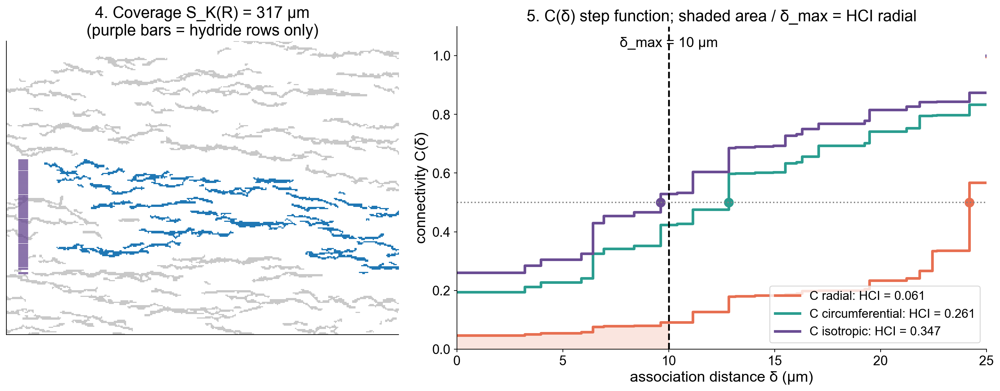 4. Coverage S_K(R) = 317 µm
(purple bars = hydride rows only)
5. C(δ) step function; shaded area / δ_max = HCI radial
δ_max = 10 µm
connectivity C(δ)
1.0
0.8
0.6
0.4
0.2
0.0
C radial: HCI = 0.061
C circumferential: HCI = 0.261
C isotropic: HCI = 0.347
0 5 10 15 20 25
association distance δ (µm)